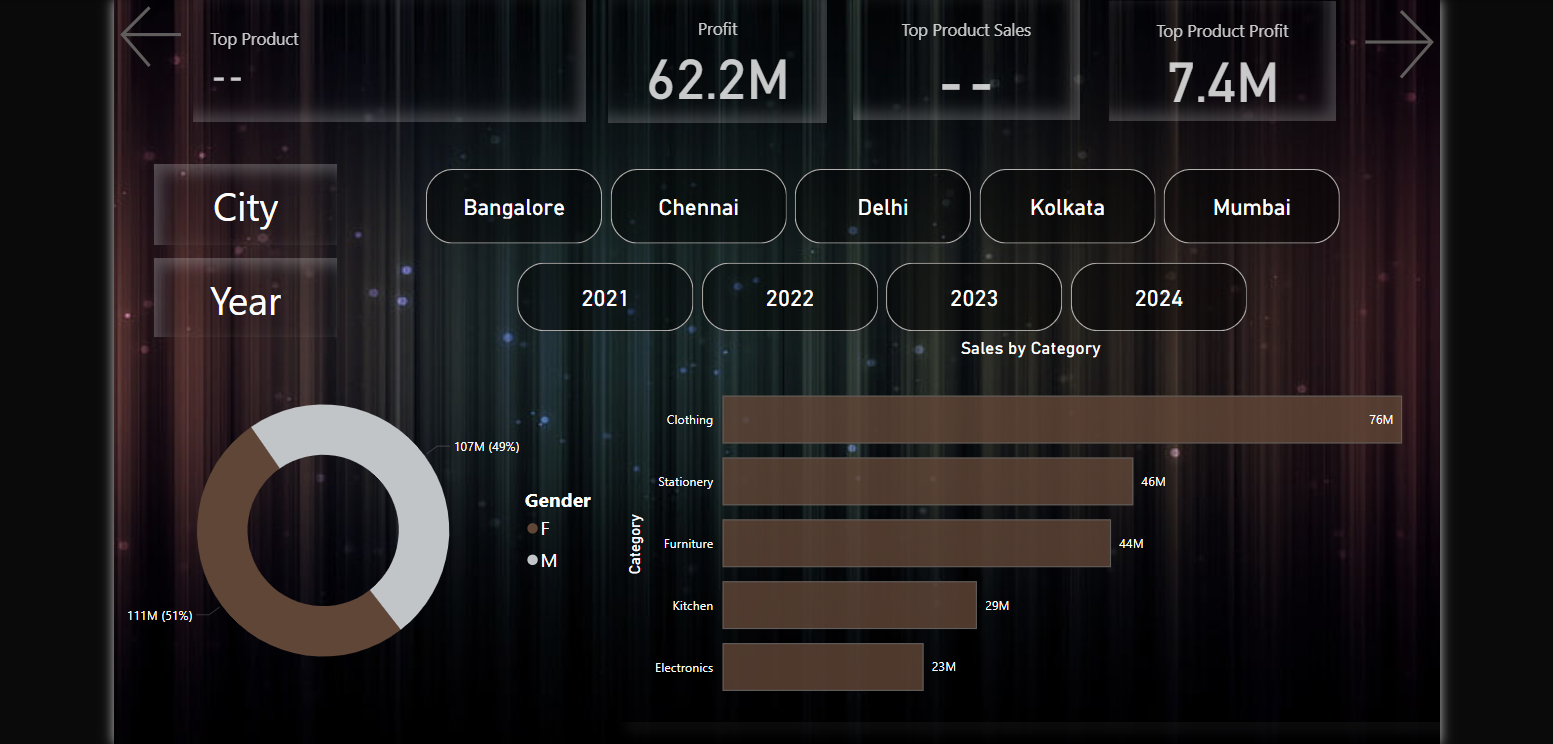 Top Product
--
Profit
62.2M
Top Product Sales
--
Top Product Profit
7.4M
City
Bangalore
Chennai
Delhi
Kolkata
Mumbai
Year
2021
2022
2023
2024
107M (49%)
111M (51%)
Gender
F
M
Sales by Category
Category
Clothing
76M
Stationery
46M
Furniture
44M
Kitchen
29M
Electronics
23M